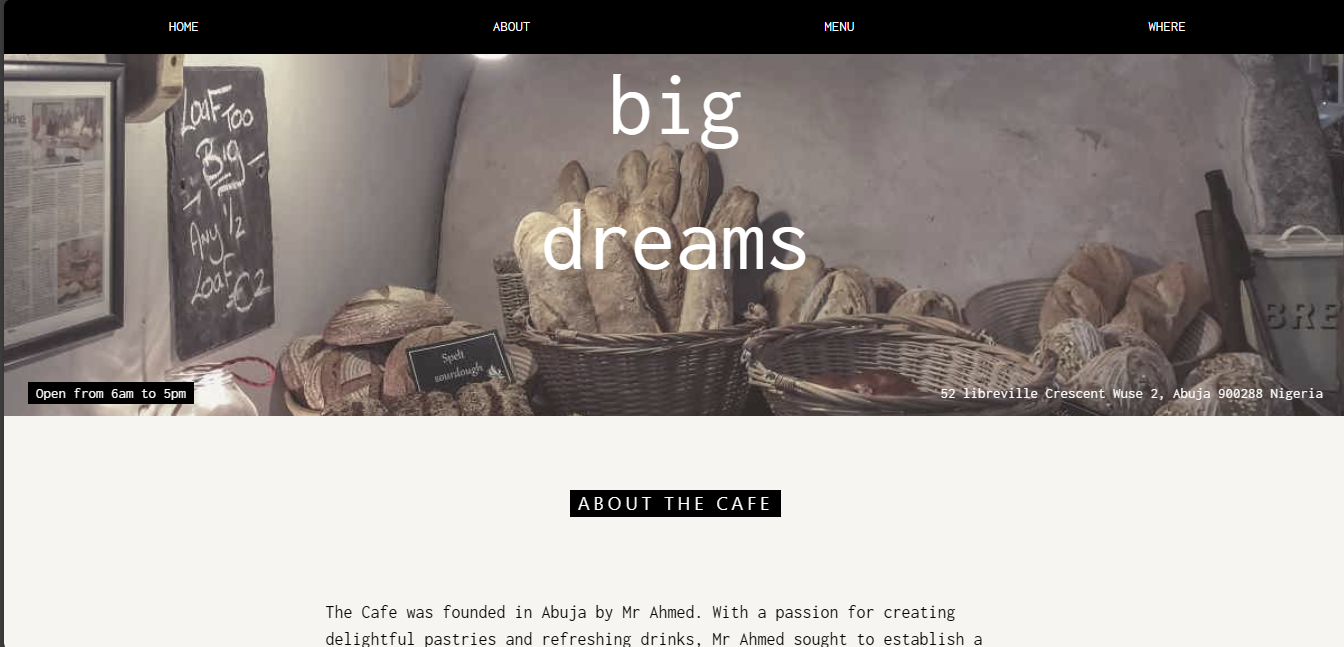 HOME ABOUT MENU WHERE
big
dreams
LOAF TOO
BIG
ANY 1/2
LOAF €2
Spelt
sourdough
BRE
Open from 6am to 5pm
52 libreville Crescent Wuse 2, Abuja 900288 Nigeria
ABOUT THE CAFE
The Cafe was founded in Abuja by Mr Ahmed. With a passion for creating
delightful pastries and refreshing drinks, Mr Ahmed sought to establish a